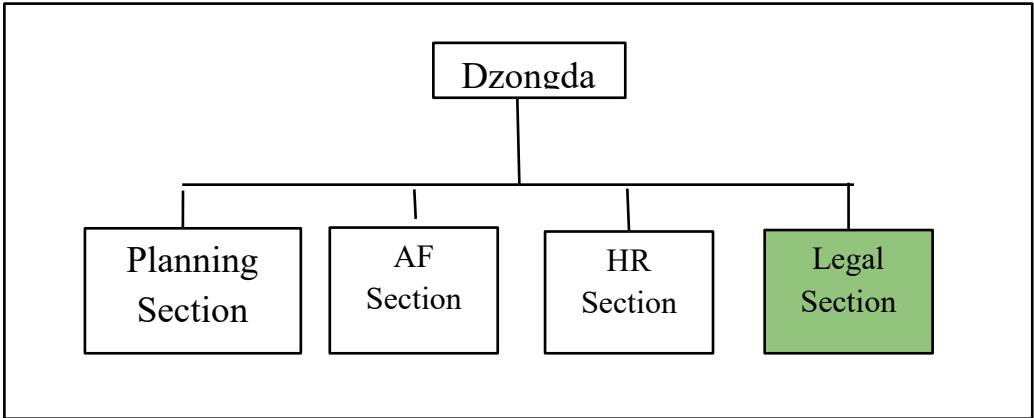 Dzongda
Planning
Section
AF
Section
HR
Section
Legal
Section